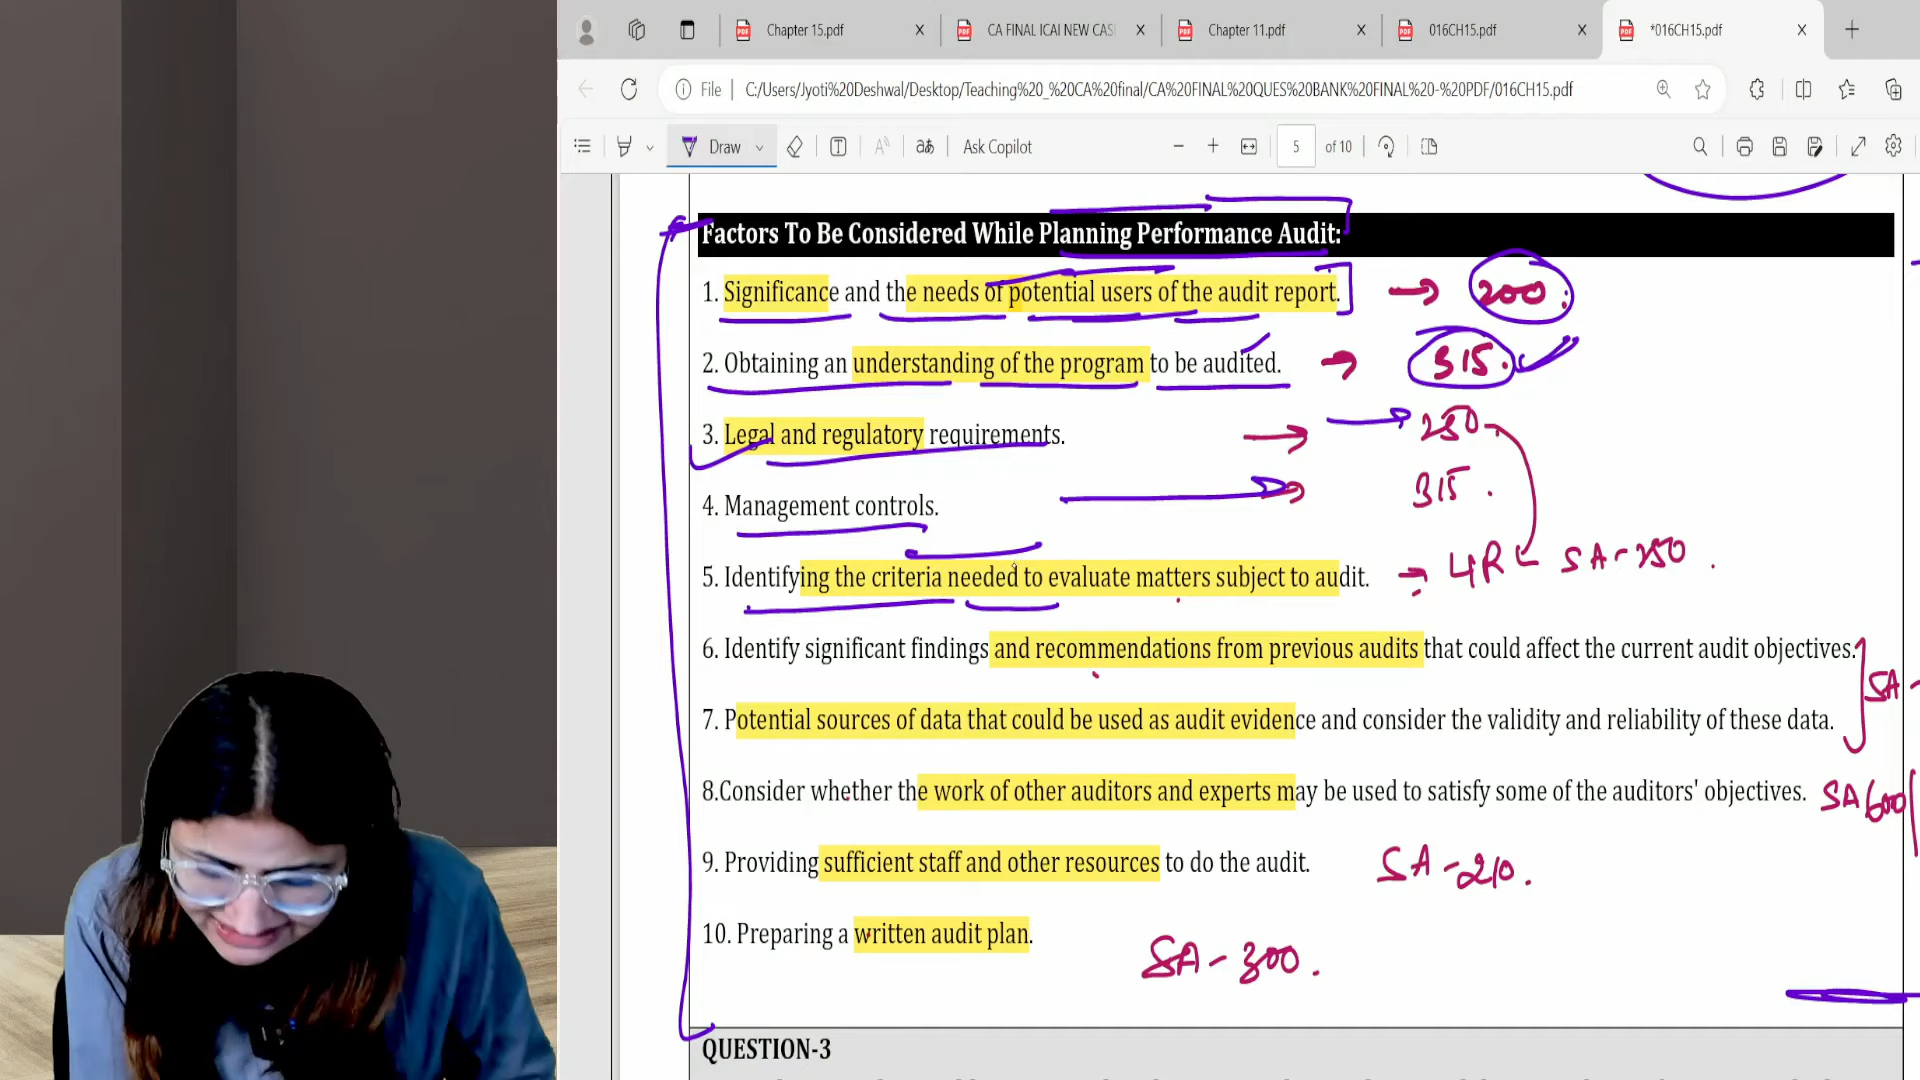 Chapter 15.pdf
CA FINAL ICAI NEW CAS
Chapter 11.pdf
016CH15.pdf
*016CH15.pdf
File
C:/Users/Jyoti%20Deshwal/Desktop/Teaching%20_%20CA%20final/CA%20FINAL%20QUES%20BANK%20FINAL%20-%20PDF/016CH15.pdf
Draw
Ask Copilot
5 of 10
Factors To Be Considered While Planning Performance Audit:
1. Significance and the needs of potential users of the audit report. → 200.
2. Obtaining an understanding of the program to be audited. → 315.
3. Legal and regulatory requirements. → 250
4. Management controls. → 315.
5. Identifying the criteria needed to evaluate matters subject to audit. → 4R SA-250.
6. Identify significant findings and recommendations from previous audits that could affect the current audit objectives. SA-
7. Potential sources of data that could be used as audit evidence and consider the validity and reliability of these data.
8.Consider whether the work of other auditors and experts may be used to satisfy some of the auditors' objectives. SA 600
9. Providing sufficient staff and other resources to do the audit. SA-210.
10. Preparing a written audit plan. SA-300.
QUESTION-3